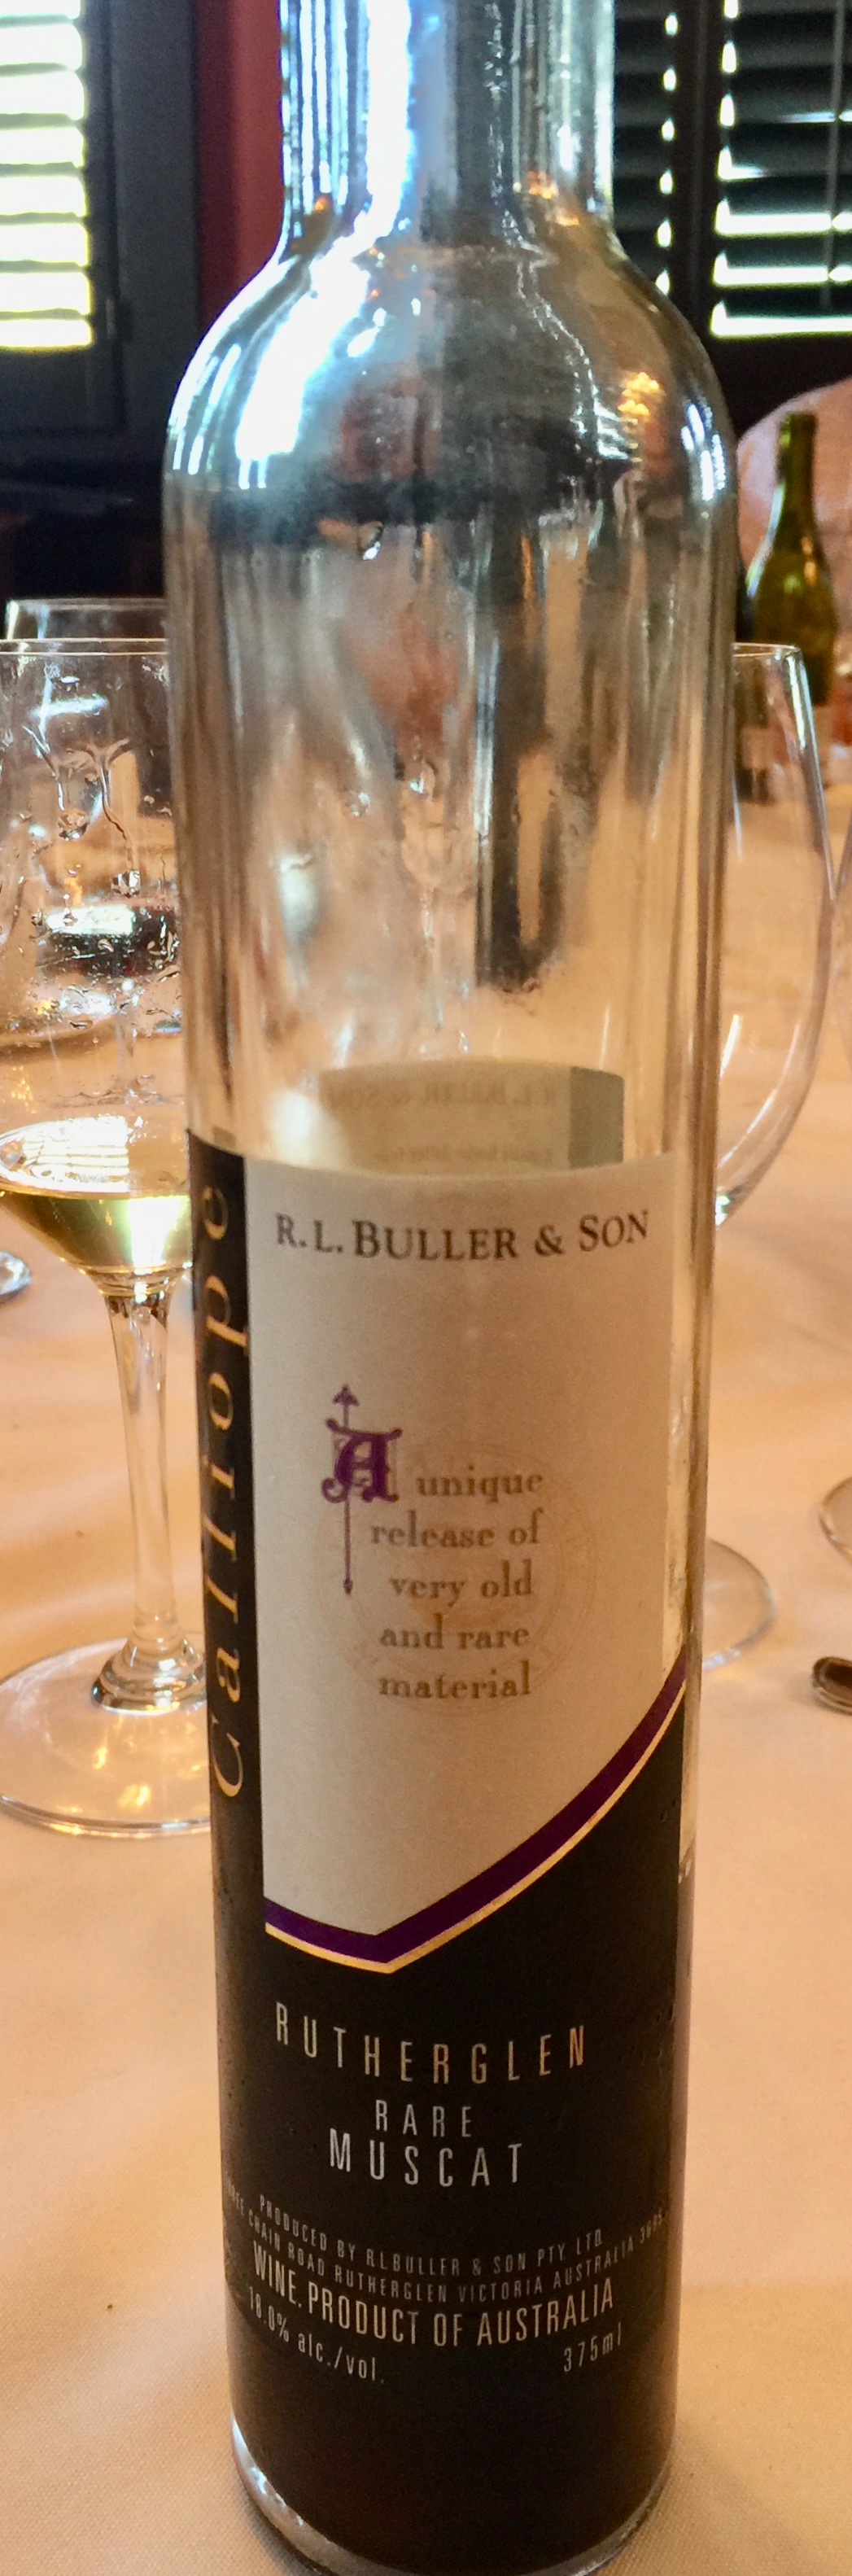 R.L. BULLER & SON
Calliope
A unique
release of
very old
and rare
material
RUTHERGLEN
RARE
MUSCAT
PRODUCED BY R.L.BULLER & SON PTY. LTD.
CHAIN ROAD RUTHERGLEN VICTORIA AUSTRALIA
WINE. PRODUCT OF AUSTRALIA
18.0% alc./vol.
375ml